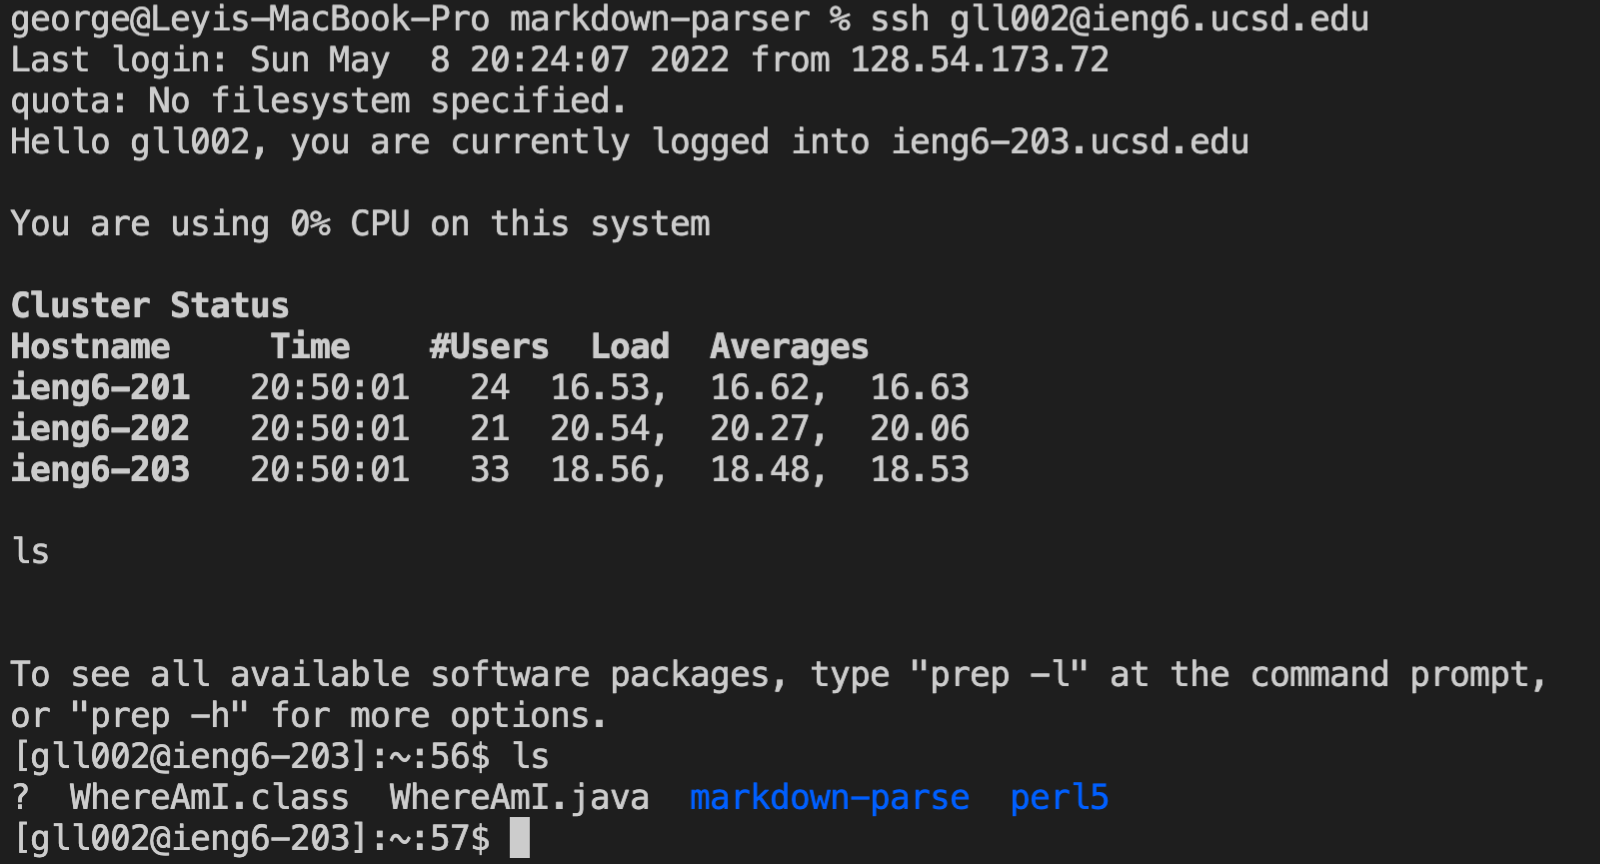 george@Leyis-MacBook-Pro markdown-parser % ssh gll002@ieng6.ucsd.edu
Last login: Sun May  8 20:24:07 2022 from 128.54.173.72
quota: No filesystem specified.
Hello gll002, you are currently logged into ieng6-203.ucsd.edu
You are using 0% CPU on this system
Cluster Status
Hostname     Time    #Users  Load  Averages
ieng6-201   20:50:01   24  16.53,  16.62,  16.63
ieng6-202   20:50:01   21  20.54,  20.27,  20.06
ieng6-203   20:50:01   33  18.56,  18.48,  18.53
ls
To see all available software packages, type "prep -l" at the command prompt,
or "prep -h" for more options.
[gll002@ieng6-203]:~:56$ ls
?  WhereAmI.class  WhereAmI.java  markdown-parse  perl5
[gll002@ieng6-203]:~:57$